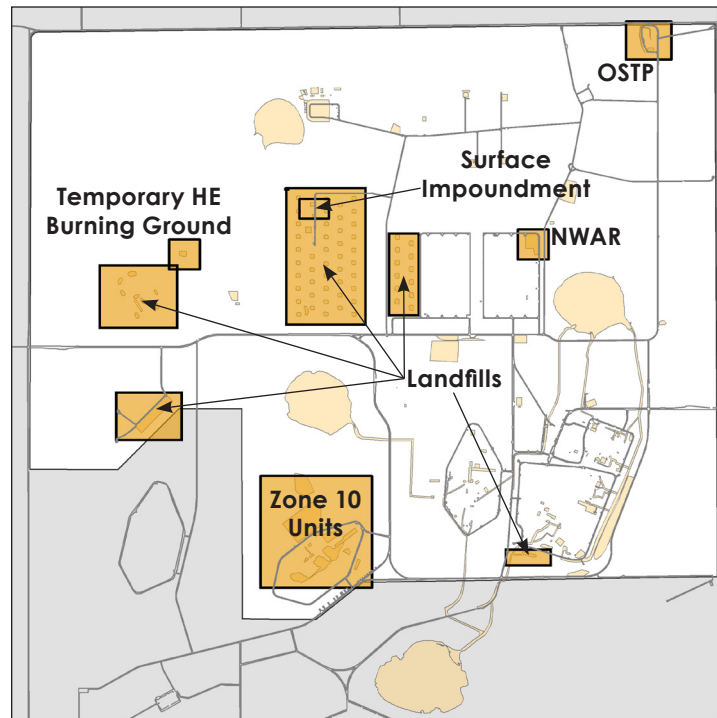 OSTP
Surface
Impoundment
Temporary HE
Burning Ground
NWAR
Landfills
Zone 10
Units